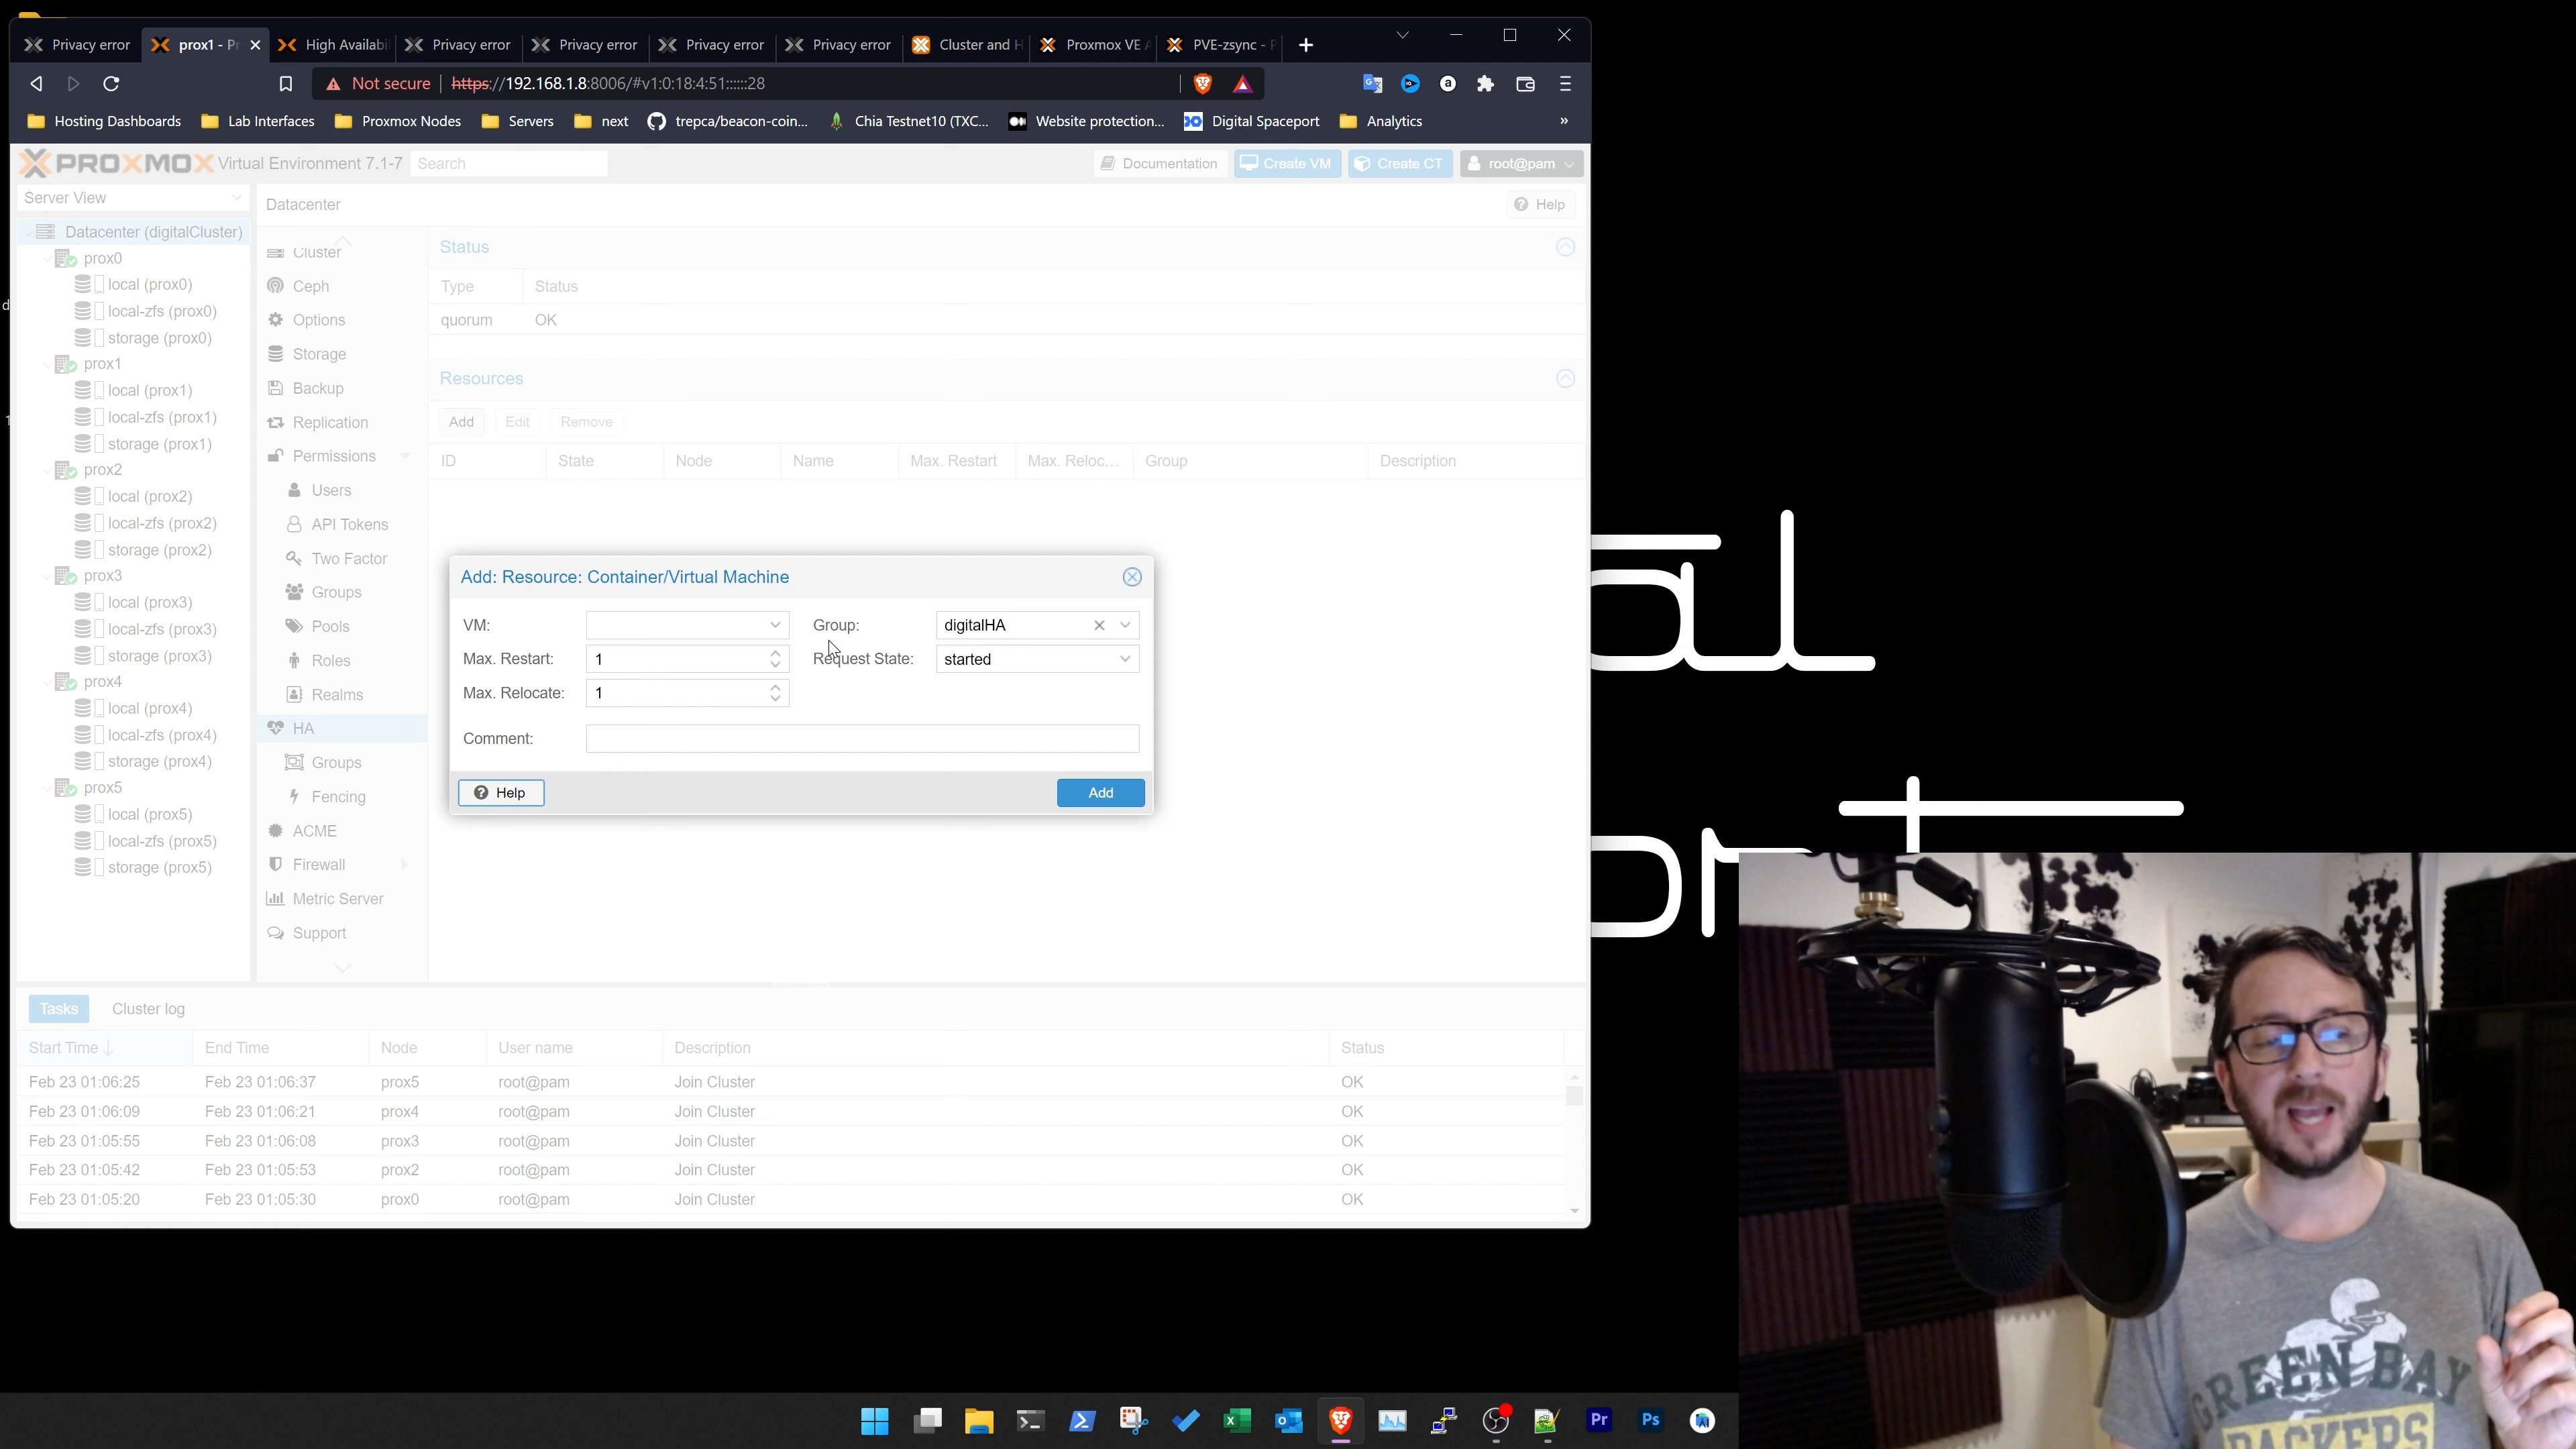 Privacy error
prox1 - Pr
High Availabi
Privacy error
Privacy error
Privacy error
Privacy error
Cluster and H
Proxmox VE A
PVE-zsync - P
Not secure
https://192.168.1.8:8006/#v1:0:18:4:51::::::28
Hosting Dashboards
Lab Interfaces
Proxmox Nodes
Servers
next
trepca/beacon-coin...
Chia Testnet10 (TXC...
Website protection...
Digital Spaceport
Analytics
»
PROXMOX Virtual Environment 7.1-7
Search
Documentation
Create VM
Create CT
root@pam
Server View
Datacenter
Help
Datacenter (digitalCluster)
prox0
local (prox0)
local-zfs (prox0)
storage (prox0)
prox1
local (prox1)
local-zfs (prox1)
storage (prox1)
prox2
local (prox2)
local-zfs (prox2)
storage (prox2)
prox3
local (prox3)
local-zfs (prox3)
storage (prox3)
prox4
local (prox4)
local-zfs (prox4)
storage (prox4)
prox5
local (prox5)
local-zfs (prox5)
storage (prox5)
Cluster
Ceph
Options
Storage
Backup
Replication
Permissions
Users
API Tokens
Two Factor
Groups
Pools
Roles
Realms
HA
Groups
Fencing
ACME
Firewall
Metric Server
Support
Status
Type Status
quorum OK
Resources
Add Edit Remove
ID State Node Name Max. Restart Max. Reloc... Group Description
Add: Resource: Container/Virtual Machine
VM:
Group: digitalHA
Max. Restart: 1
Request State: started
Max. Relocate: 1
Comment:
Help
Add
Tasks Cluster log
Start Time End Time Node User name Description Status
Feb 23 01:06:25 Feb 23 01:06:37 prox5 root@pam Join Cluster OK
Feb 23 01:06:09 Feb 23 01:06:21 prox4 root@pam Join Cluster OK
Feb 23 01:05:55 Feb 23 01:06:08 prox3 root@pam Join Cluster OK
Feb 23 01:05:42 Feb 23 01:05:53 prox2 root@pam Join Cluster OK
Feb 23 01:05:20 Feb 23 01:05:30 prox0 root@pam Join Cluster OK
al
ort
GREEN BAY
PACKERS
Pr
Ps